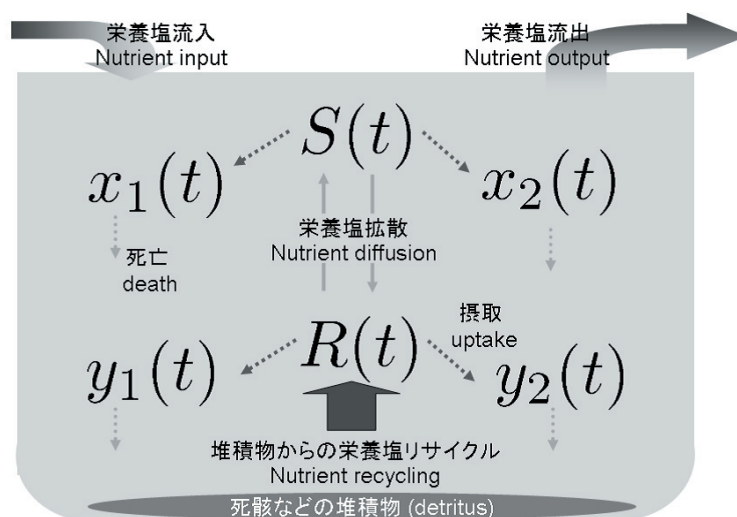 栄養塩流入
Nutrient input
栄養塩流出
Nutrient output
S(t)
x₁(t)
x₂(t)
栄養塩拡散
Nutrient diffusion
死亡
death
摂取
uptake
R(t)
y₁(t)
y₂(t)
堆積物からの栄養塩リサイクル
Nutrient recycling
死骸などの堆積物 (detritus)